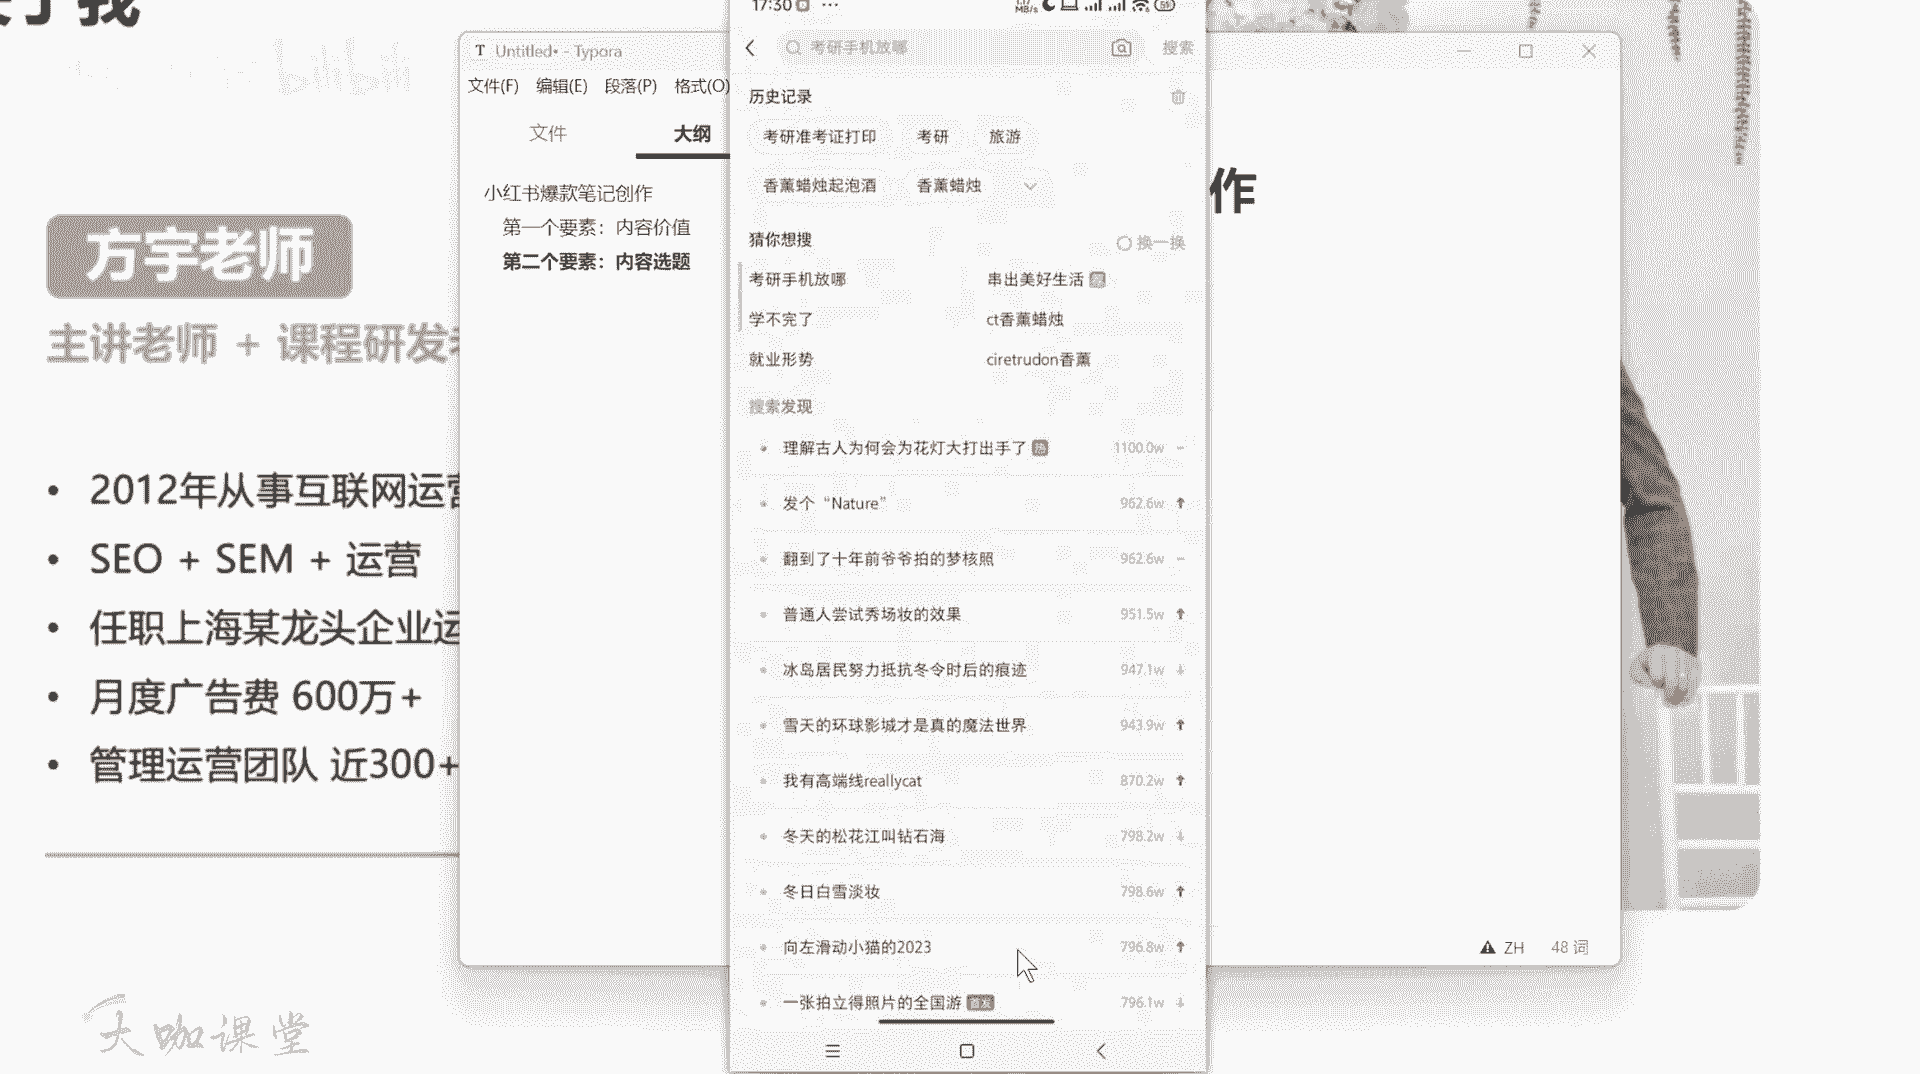 bilibili
方宇老师
主讲老师 + 课程研发
• 2012年从事互联网运营
• SEO + SEM + 运营
• 任职上海某龙头企业运
• 月度广告费 600万+
• 管理运营团队 近300+
大咖课堂
Untitled• - Typora
文件(F) 编辑(E) 段落(P) 格式(O)
文件 大纲
小红书爆款笔记创作
第一个要素：内容价值
第二个要素：内容选题
作
ZH 48 词
17:30
考研手机放哪 搜索
历史记录
考研准考证打印 考研 旅游
香薰蜡烛起泡酒 香薰蜡烛
猜你想搜 换一换
考研手机放哪 串出美好生活
学不完了 ct香薰蜡烛
就业形势 ciretrudon香薰
搜索发现
理解古人为何会为花灯大打出手了 热 1100.0w
发个“Nature” 962.6w
翻到了十年前爷爷拍的梦核照 962.6w
普通人尝试秀场妆的效果 951.5w
冰岛居民努力抵抗冬令时后的痕迹 947.1w
雪天的环球影城才是真的魔法世界 943.9w
我有高端线reallycat 870.2w
冬天的松花江叫钻石海 798.2w
冬日白雪淡妆 798.6w
向左滑动小猫的2023 796.8w
一张拍立得照片的全国游 首发 796.1w